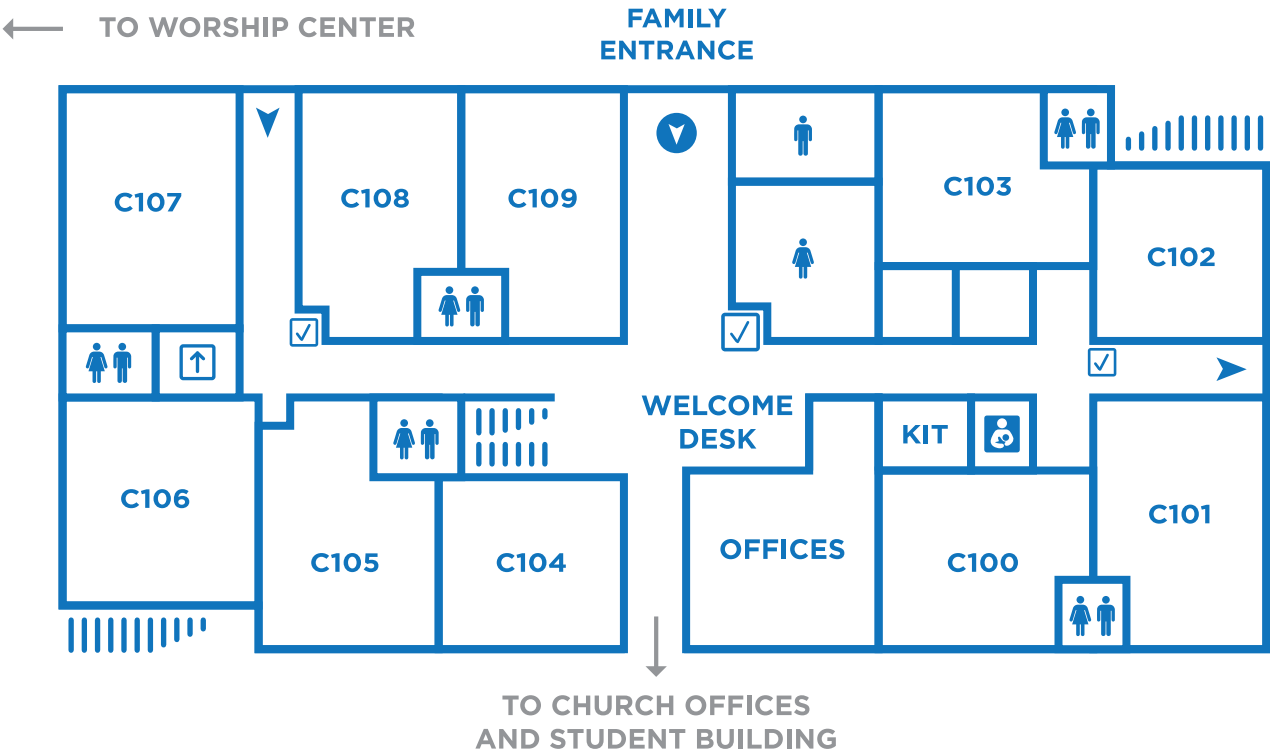 TO WORSHIP CENTER
FAMILY
ENTRANCE
C107
C108
C109
C103
C102
WELCOME
DESK
KIT
C106
C105
C104
OFFICES
C100
C101
TO CHURCH OFFICES
AND STUDENT BUILDING